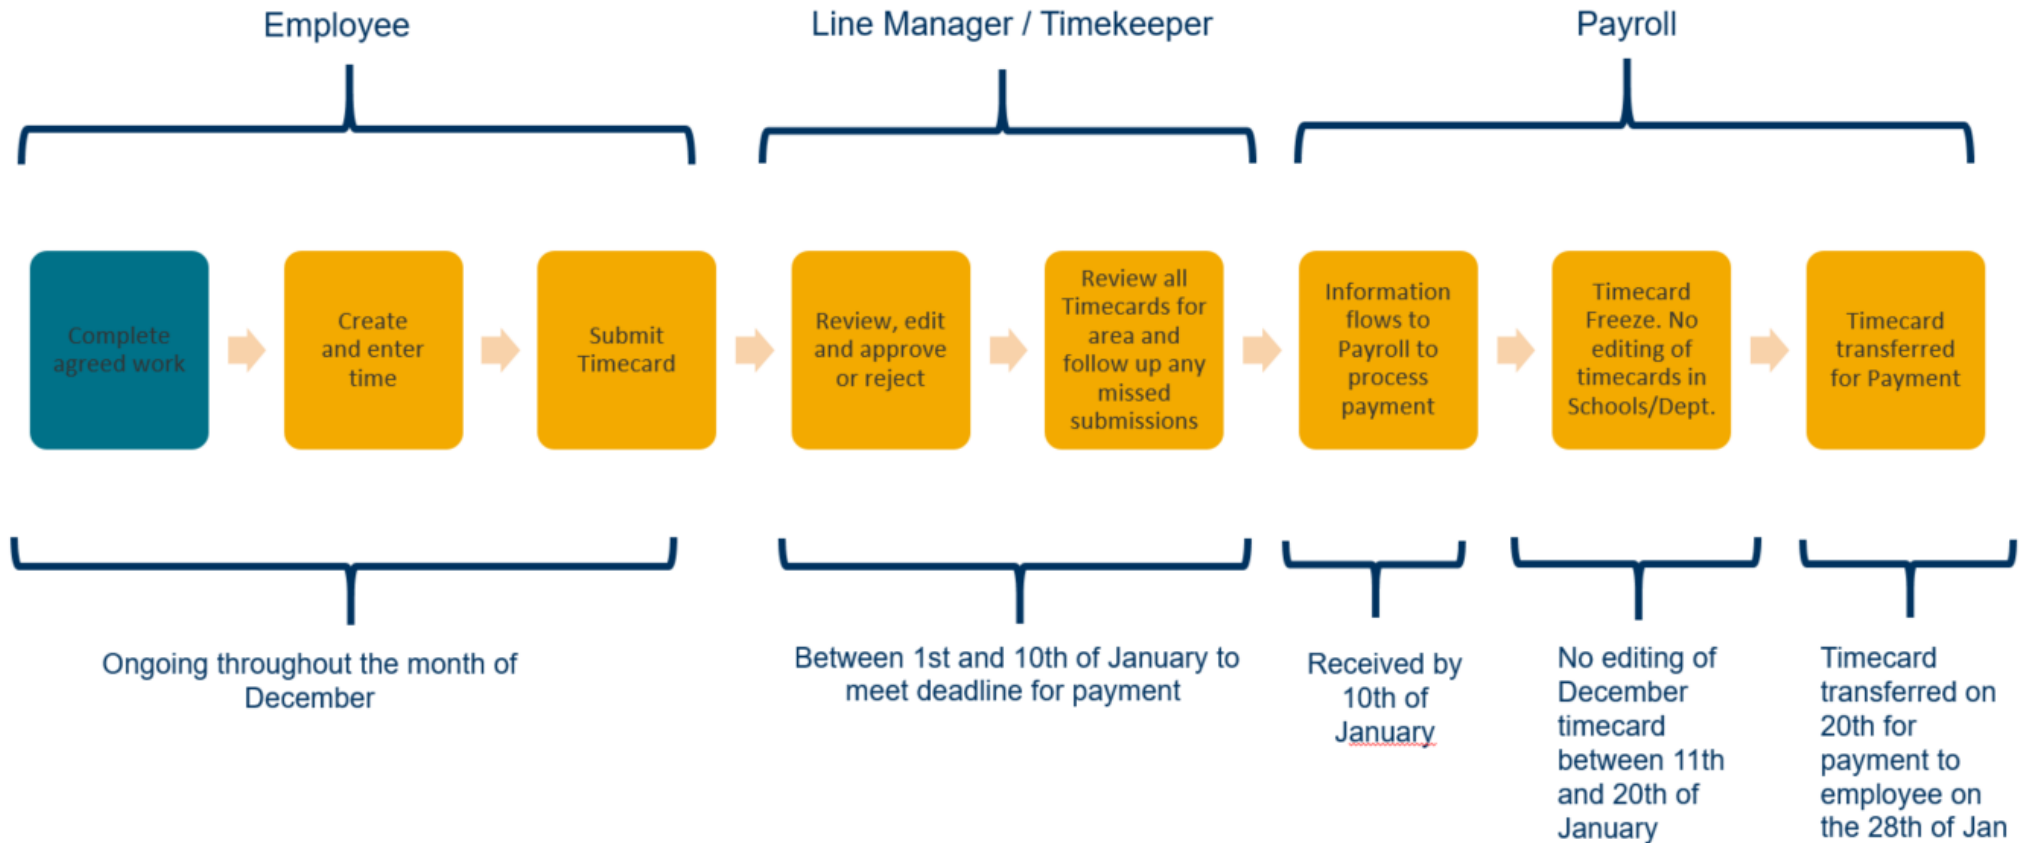 Employee
Line Manager / Timekeeper
Payroll
Complete
agreed work
Create
and enter
time
Submit
Timecard
Review, edit
and approve
or reject
Review all
Timecards for
area and
follow up any
missed
submissions
Information
flows to
Payroll to
process
payment
Timecard
Freeze. No
editing of
timecards in
Schools/Dept.
Timecard
transferred
for Payment
Ongoing throughout the month of
December
Between 1st and 10th of January to
meet deadline for payment
Received by
10th of
January
No editing of
December
timecard
between 11th
and 20th of
January
Timecard
transferred on
20th for
payment to
employee on
the 28th of Jan